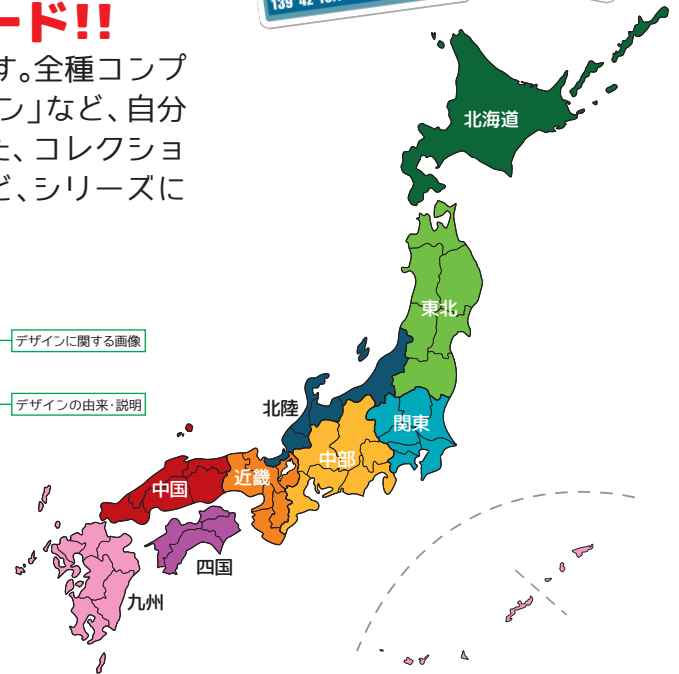 ード!!
す。全種コンプ
ン」など、自分
た、コレクショ
ど、シリーズに
デザインに関する画像
デザインの由来・説明
北海道
東北
北陸
関東
中部
近畿
中国
四国
九州